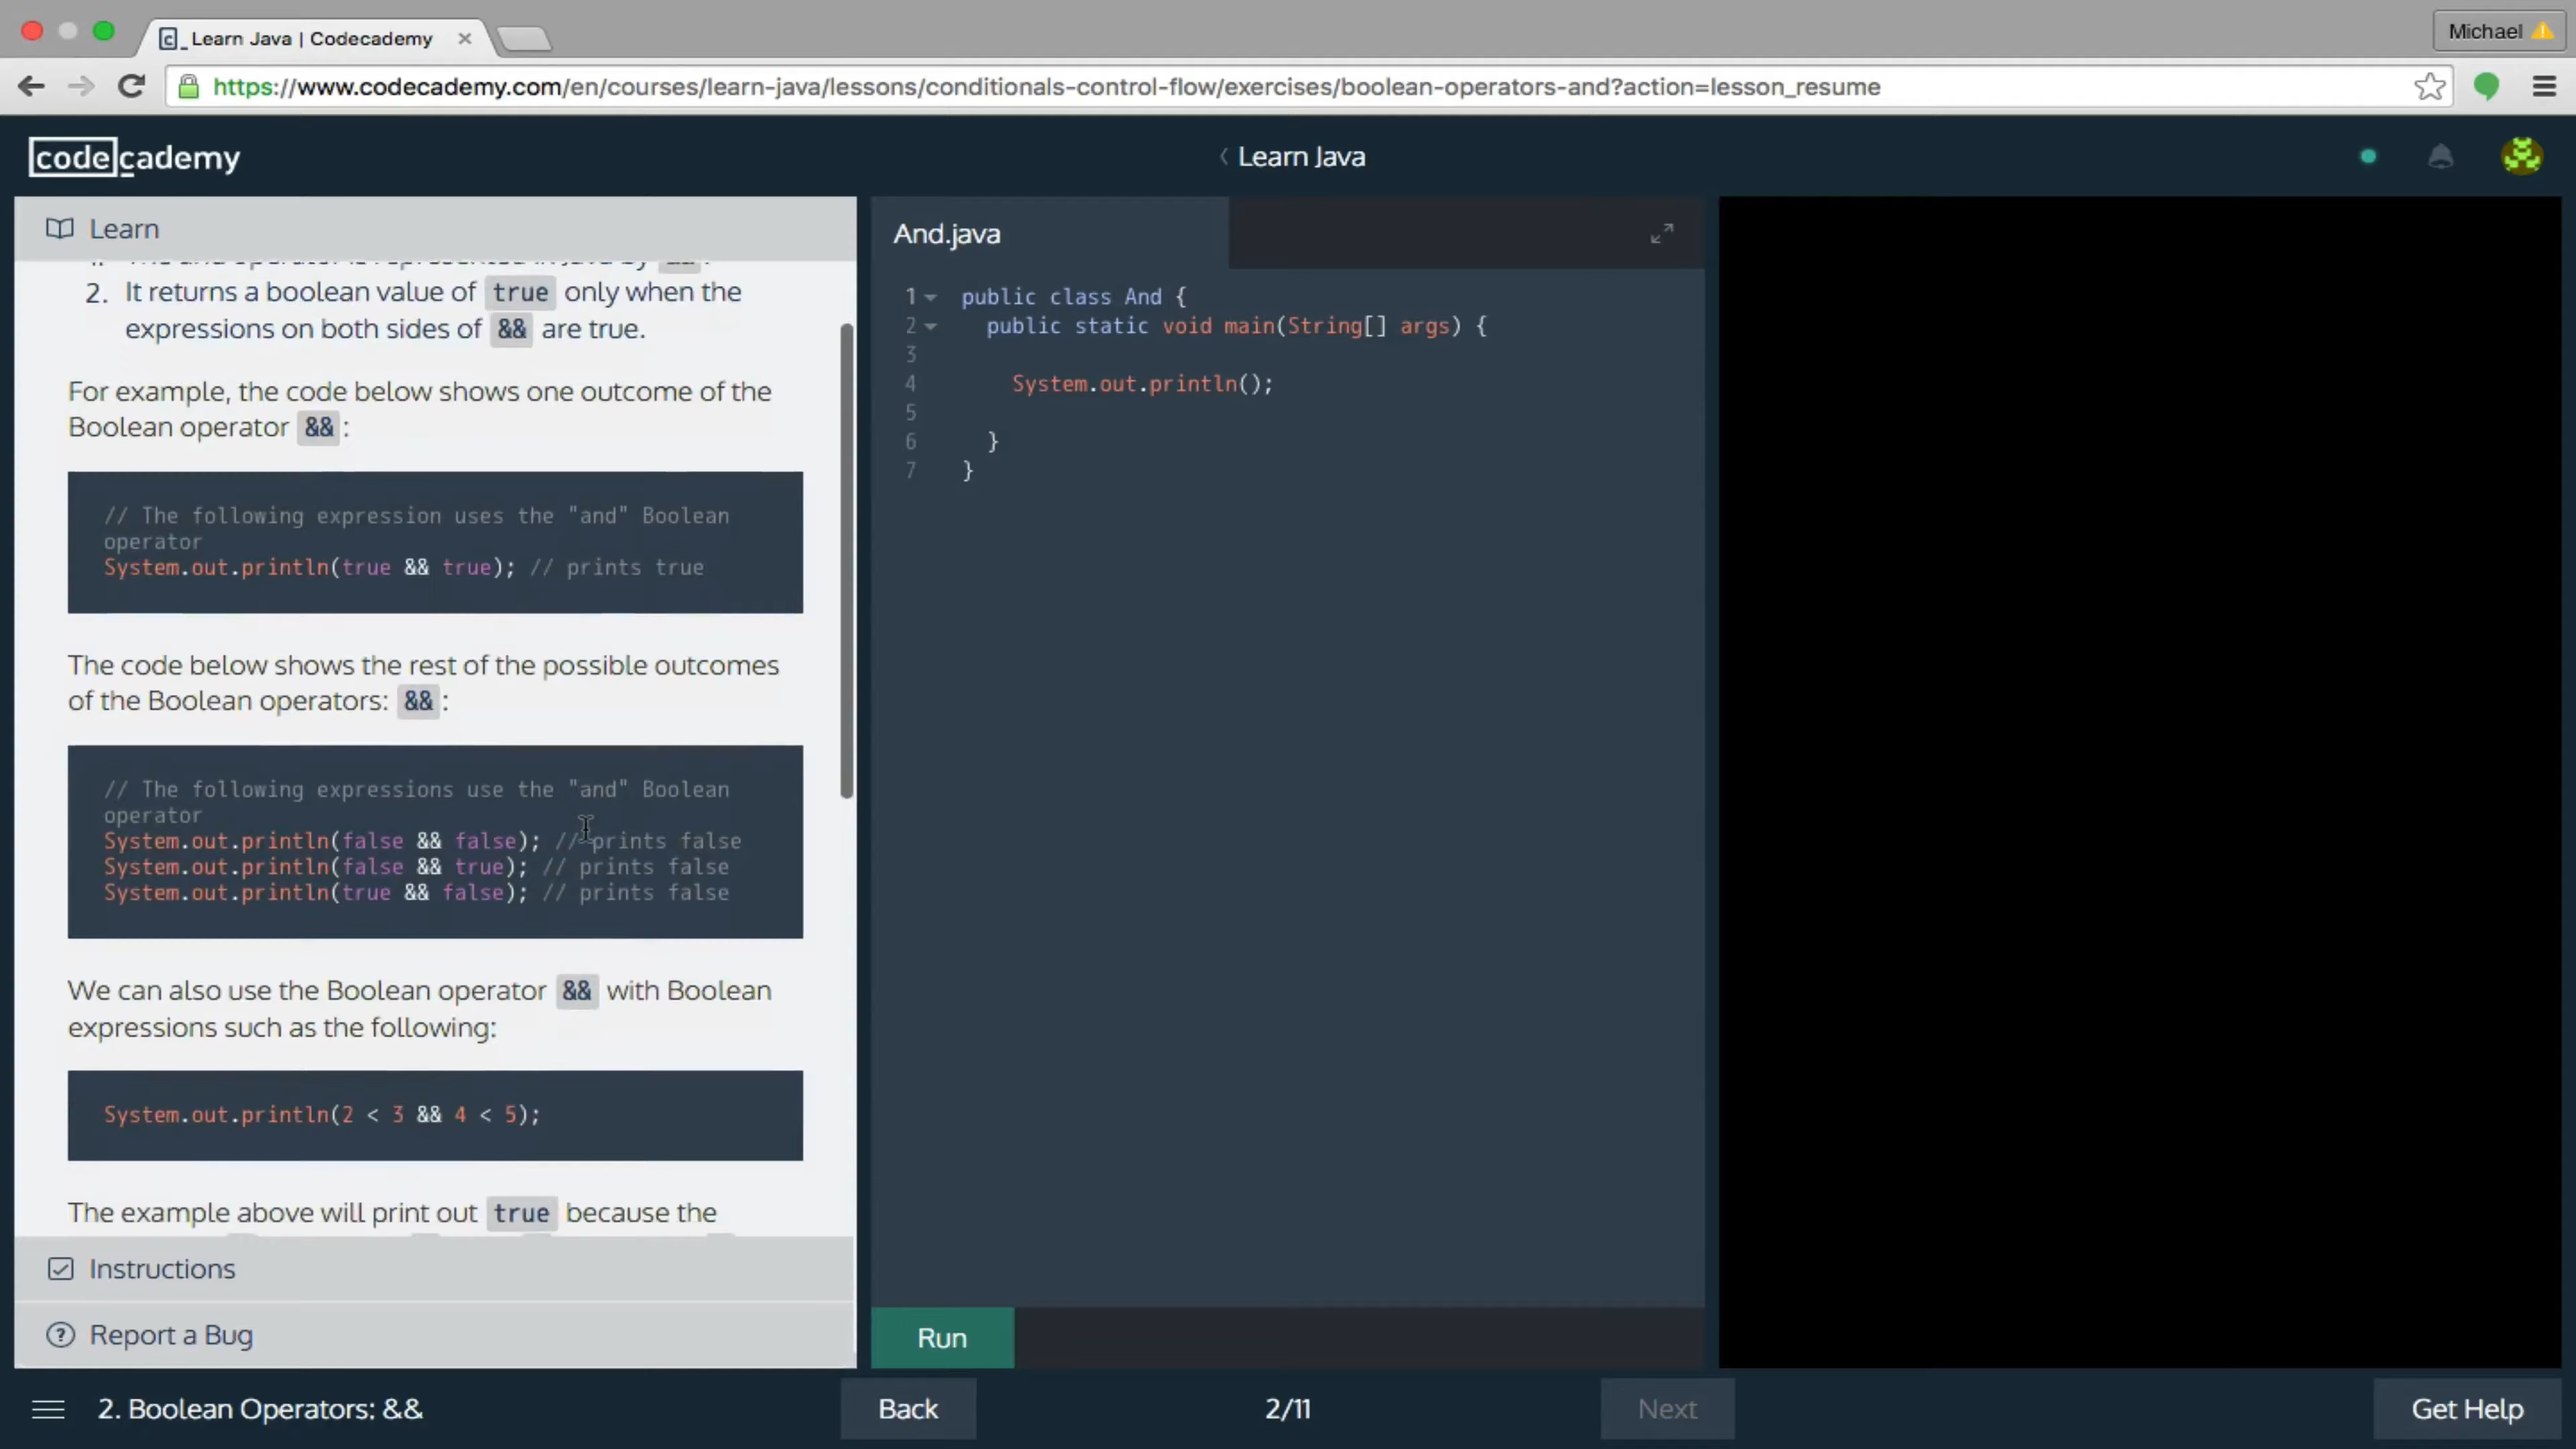 Learn Java | Codecademy
Michael
https://www.codecademy.com/en/courses/learn-java/lessons/conditionals-control-flow/exercises/boolean-operators-and?action=lesson_resume
codecademy
Learn Java
Learn
2. It returns a boolean value of true only when the
expressions on both sides of && are true.
For example, the code below shows one outcome of the
Boolean operator && :
// The following expression uses the "and" Boolean
operator
System.out.println(true && true); // prints true
The code below shows the rest of the possible outcomes
of the Boolean operators: && :
// The following expressions use the "and" Boolean
operator
System.out.println(false && false); // prints false
System.out.println(false && true); // prints false
System.out.println(true && false); // prints false
We can also use the Boolean operator && with Boolean
expressions such as the following:
System.out.println(2 < 3 && 4 < 5);
The example above will print out true because the
Instructions
Report a Bug
And.java
1 public class And {
2 public static void main(String[] args) {
3
4 System.out.println();
5
6 }
7 }
Run
2. Boolean Operators: &&
Back
2/11
Next
Get Help